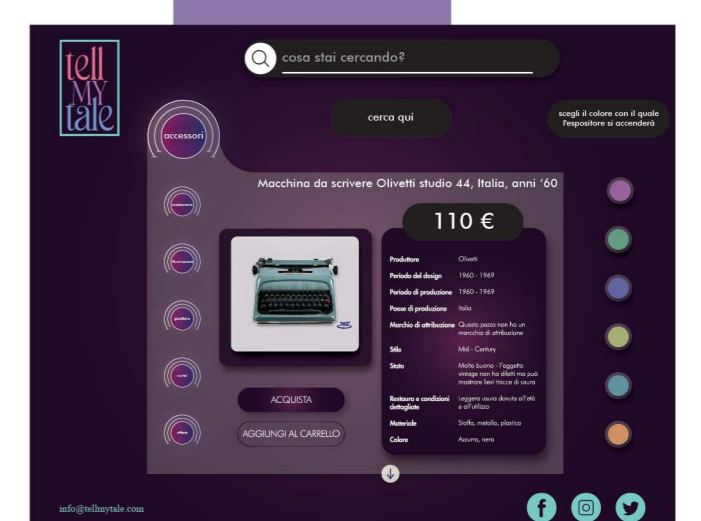 tell
MY
tale
cosa stai cercando?
cerca qui
scegli il colore con il quale
l'espositore si accenderà
accessori
Macchina da scrivere Olivetti studio 44, Italia, anni '60
110 €
360°
Produttore Olivetti
Periodo del design 1960 - 1969
Periodo di produzione 1960 - 1969
Paese di produzione Italia
Marchio di attribuzione Questo pezzo non ha un
marcchio di attribuzione
Stile Mid - Century
Stato Molto buono - l'oggetto
vintage non ha difetti ma può
mostrare lievi tracce di usura
Restauro e condizioni Leggera usura dovuta all'età
dettagliate e all'utilizzo
Materiale Stoffa, metallo, plastica
Colore Azzurro, nero
illuminazione
gioielleria
ACQUISTA
AGGIUNGI AL CARRELLO
info@tellmytale.com